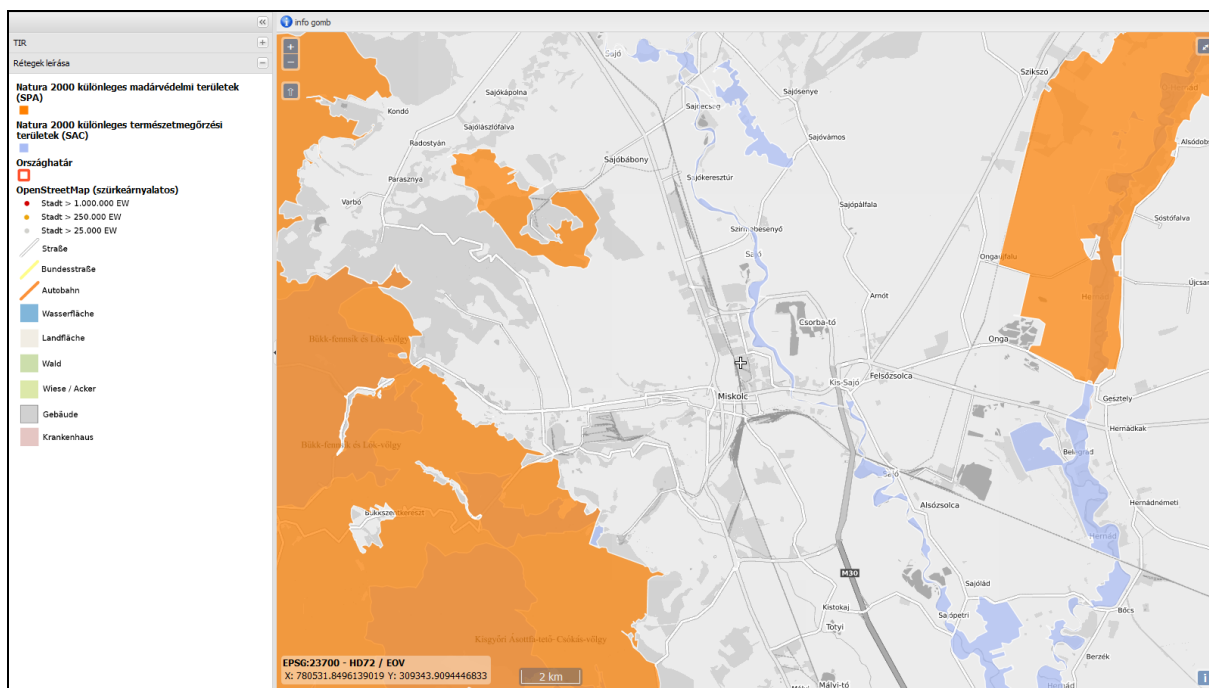 info gomb
TIR
Rétegek leírása
Natura 2000 különleges madárvédelmi területek
(SPA)
Natura 2000 különleges természetmegőrzési
területek (SAC)
Országhatár
OpenStreetMap (szürkeárnyalatos)
Stadt > 1.000.000 EW
Stadt > 250.000 EW
Stadt > 25.000 EW
Straße
Bundesstraße
Autobahn
Wasserfläche
Landfläche
Wald
Wiese / Acker
Gebäude
Krankenhaus
Sajó
Szikszó
Kondó
Sajókápolna
Sajóecseg
Sajósenye
Sajólászlófalva
Radostyán
Sajóvámos
Alsódob
Sajóbábony
Parasznya
Sajókeresztúr
Varbó
Sajópálfala
Sóstófalva
Szirmabesenyő
Sajó
Ongaújfalu
Újcsan
Arnót
Hernád
Csorba-tó
Bükk-fennsík és Lök-völgy
Onga
Felsőzsolca
Kis-Sajó
Miskolc
Gesztely
Hernádkak
Bükk-fennsík és Lök-völgy
Belegrád
Sajó
Hernádnémeti
Alsózsolca
Bükkszentkereszt
Hernád
M30
Sajólád
Kistokaj
Bőcs
Sajópetri
Tótyi
Kisgyőri Ásottfa-tető- Csókás-völgy
Berzék
EPSG:23700 - HD72 / EOV
X: 780531.8496139019 Y: 309343.9094446833
2 km
Mályi
Mályi-tó